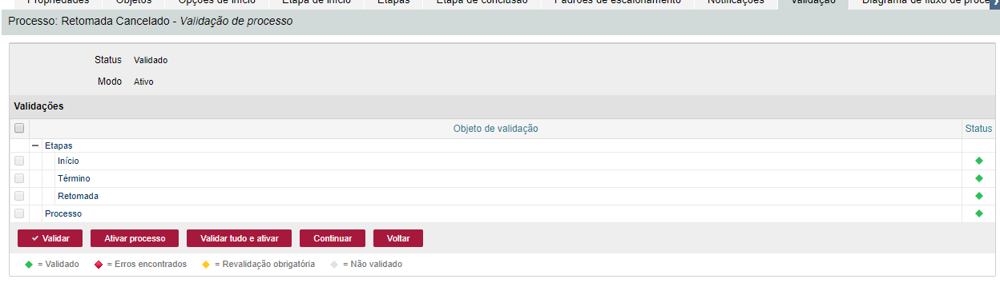 Propriedades Objetos Opções de início Etapa de início Etapas Etapa de conclusão Padrões de escalonamento Notificações Validação Diagrama de fluxo de proce
Processo: Retomada Cancelado - Validação de processo
Status Validado
Modo Ativo
Validações
Objeto de validação Status
Etapas
Início
Término
Retomada
Processo
Validar Ativar processo Validar tudo e ativar Continuar Voltar
= Validado = Erros encontrados = Revalidação obrigatória = Não validado